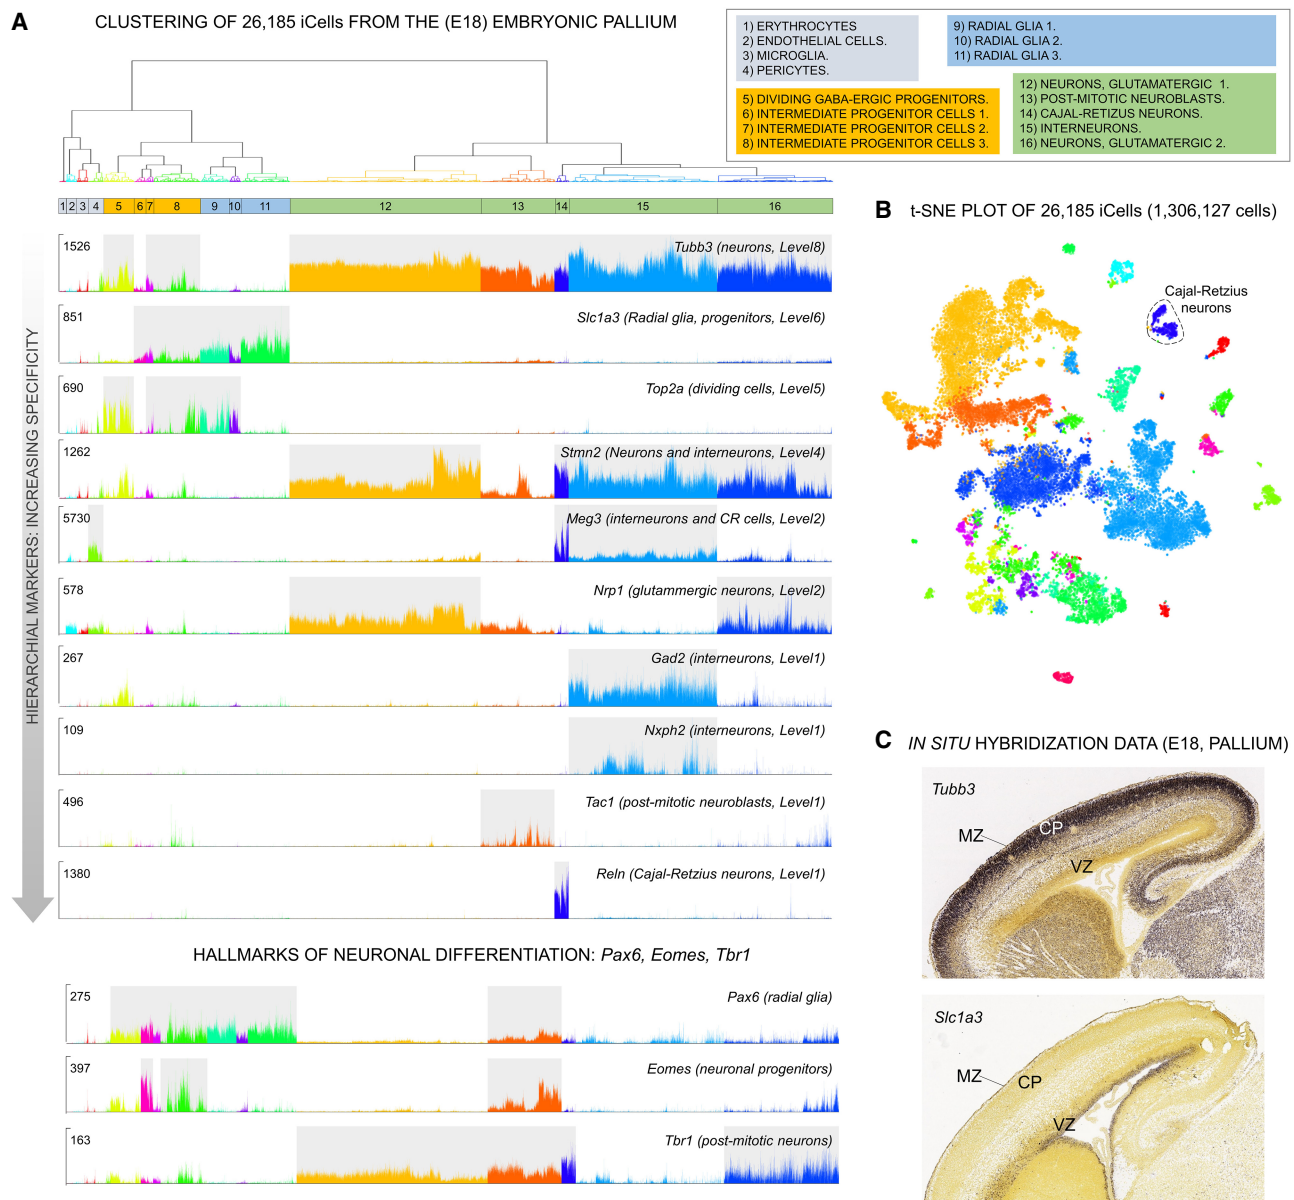 A
CLUSTERING OF 26,185 iCells FROM THE (E18) EMBRYONIC PALLIUM
1) ERYTHROCYTES
2) ENDOTHELIAL CELLS.
3) MICROGLIA.
4) PERICYTES.
5) DIVIDING GABA-ERGIC PROGENITORS.
6) INTERMEDIATE PROGENITOR CELLS 1.
7) INTERMEDIATE PROGENITOR CELLS 2.
8) INTERMEDIATE PROGENITOR CELLS 3.
9) RADIAL GLIA 1.
10) RADIAL GLIA 2.
11) RADIAL GLIA 3.
12) NEURONS, GLUTAMATERGIC 1.
13) POST-MITOTIC NEUROBLASTS.
14) CAJAL-RETIZUS NEURONS.
15) INTERNEURONS.
16) NEURONS, GLUTAMATERGIC 2.
1 2 3 4 5 6 7 8 9 10 11 12 13 14 15 16
HIERARCHIAL MARKERS: INCREASING SPECIFICITY
1526
Tubb3 (neurons, Level8)
851
Slc1a3 (Radial glia, progenitors, Level6)
690
Top2a (dividing cells, Level5)
1262
Stmn2 (Neurons and interneurons, Level4)
5730
Meg3 (interneurons and CR cells, Level2)
578
Nrp1 (glutammergic neurons, Level2)
267
Gad2 (interneurons, Level1)
109
Nxph2 (interneurons, Level1)
496
Tac1 (post-mitotic neuroblasts, Level1)
1380
Reln (Cajal-Retzius neurons, Level1)
HALLMARKS OF NEURONAL DIFFERENTIATION: Pax6, Eomes, Tbr1
275
Pax6 (radial glia)
397
Eomes (neuronal progenitors)
163
Tbr1 (post-mitotic neurons)
B
t-SNE PLOT OF 26,185 iCells (1,306,127 cells)
Cajal-Retzius
neurons
C
IN SITU HYBRIDIZATION DATA (E18, PALLIUM)
Tubb3
MZ
CP
VZ
Slc1a3
MZ
CP
VZ